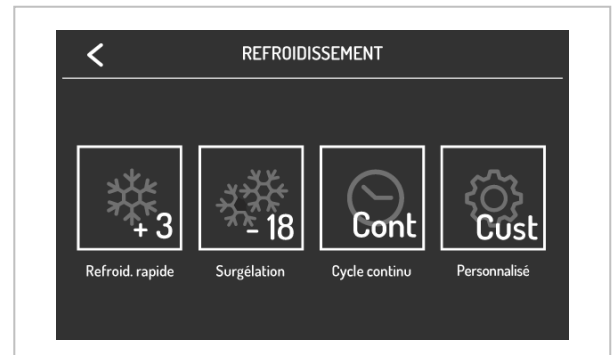 REFROIDISSEMENT
+ 3
- 18
Cont
Cust
Refroid. rapide
Surgélation
Cycle continu
Personnalisé